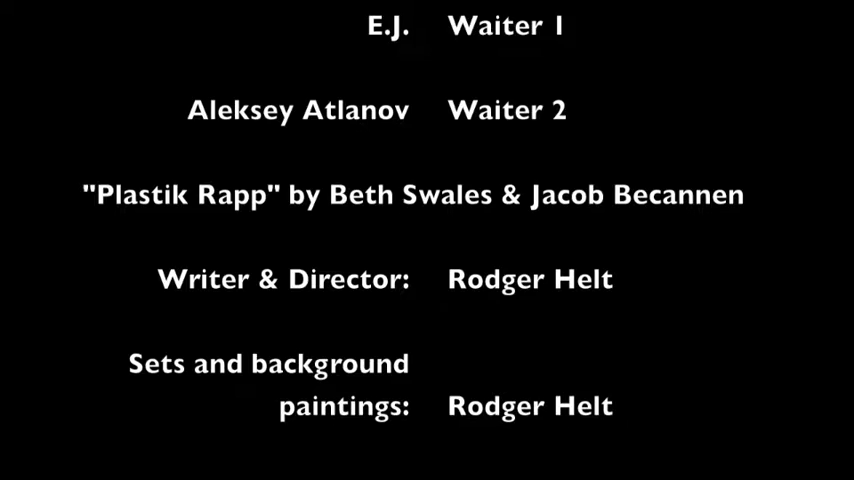 E.J. Waiter 1
Aleksey Atlanov Waiter 2
"Plastik Rapp" by Beth Swales & Jacob Becannen
Writer & Director: Rodger Helt
Sets and background
paintings: Rodger Helt